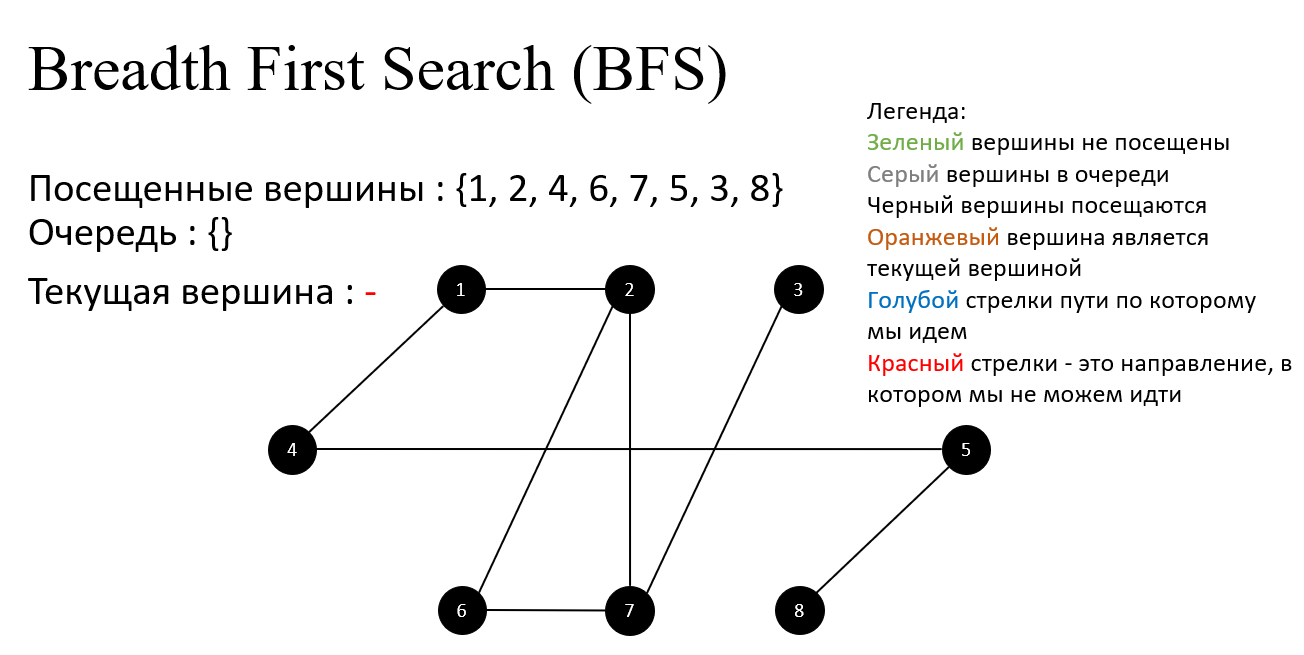 Breadth First Search (BFS)
Легенда:
Зеленый вершины не посещены
Серый вершины в очереди
Черный вершины посещаются
Оранжевый вершина является
текущей вершиной
Голубой стрелки пути по которому
мы идем
Красный стрелки - это направление, в
котором мы не можем идти
Посещенные вершины : {1, 2, 4, 6, 7, 5, 3, 8}
Очередь : {}
Текущая вершина : -
1 2 3
4 5
6 7 8